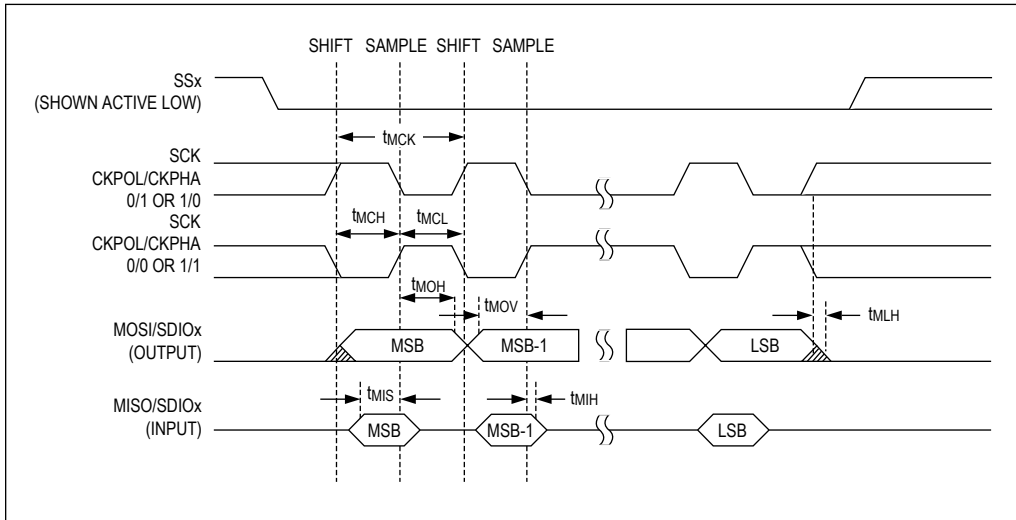 SHIFT SAMPLE SHIFT SAMPLE
SSx
(SHOWN ACTIVE LOW)
tMCK
SCK
CKPOL/CKPHA
0/1 OR 1/0
tMCH tMCL
SCK
CKPOL/CKPHA
0/0 OR 1/1
tMOH
tMOV
tMLH
MOSI/SDIOx
(OUTPUT)
MSB MSB-1 LSB
tMIS
tMIH
MISO/SDIOx
(INPUT)
MSB MSB-1 LSB